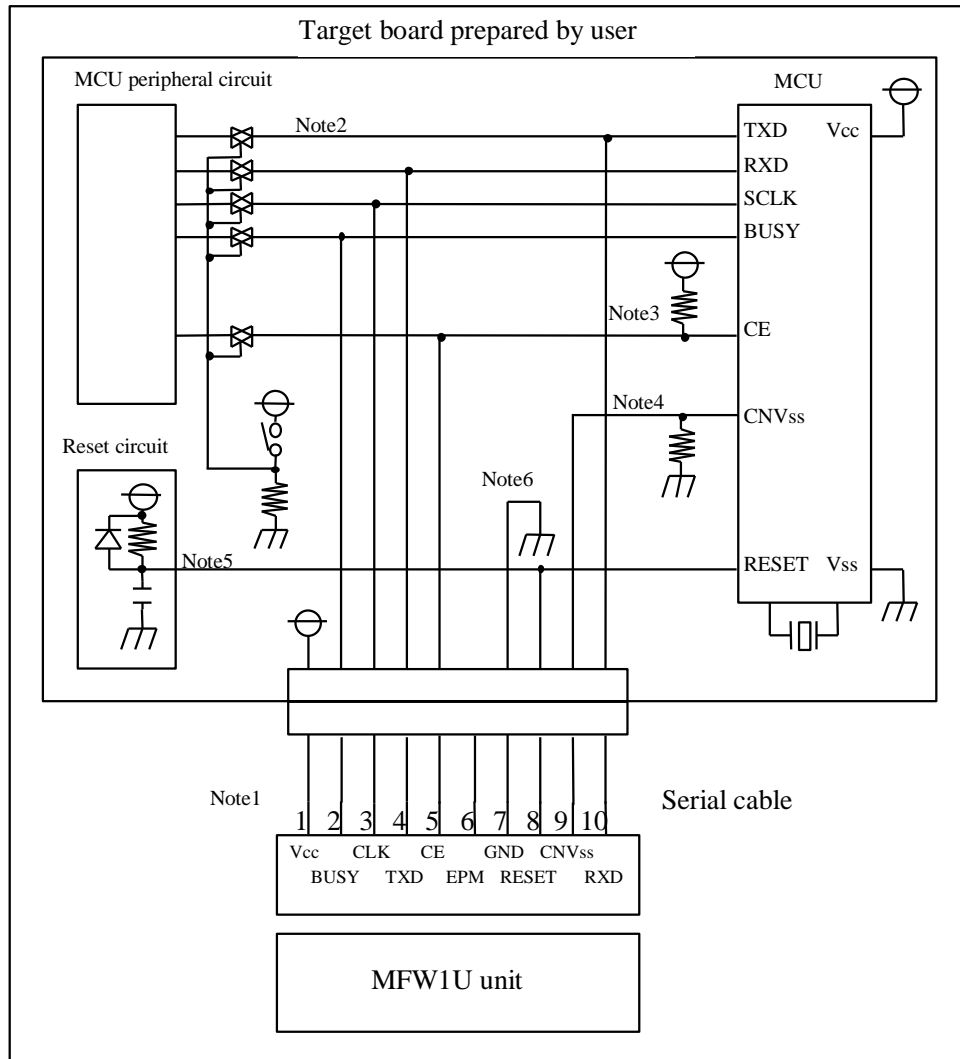 Target board prepared by user
MCU peripheral circuit
MCU
Note2
TXD
Vcc
RXD
SCLK
BUSY
Note3
CE
Note4
CNVss
Reset circuit
Note6
Note5
RESET
Vss
Note1
Serial cable
1 2 3 4 5 6 7 8 9 10
Vcc CLK CE GND CNVss
BUSY TXD EPM RESET RXD
MFW1U unit